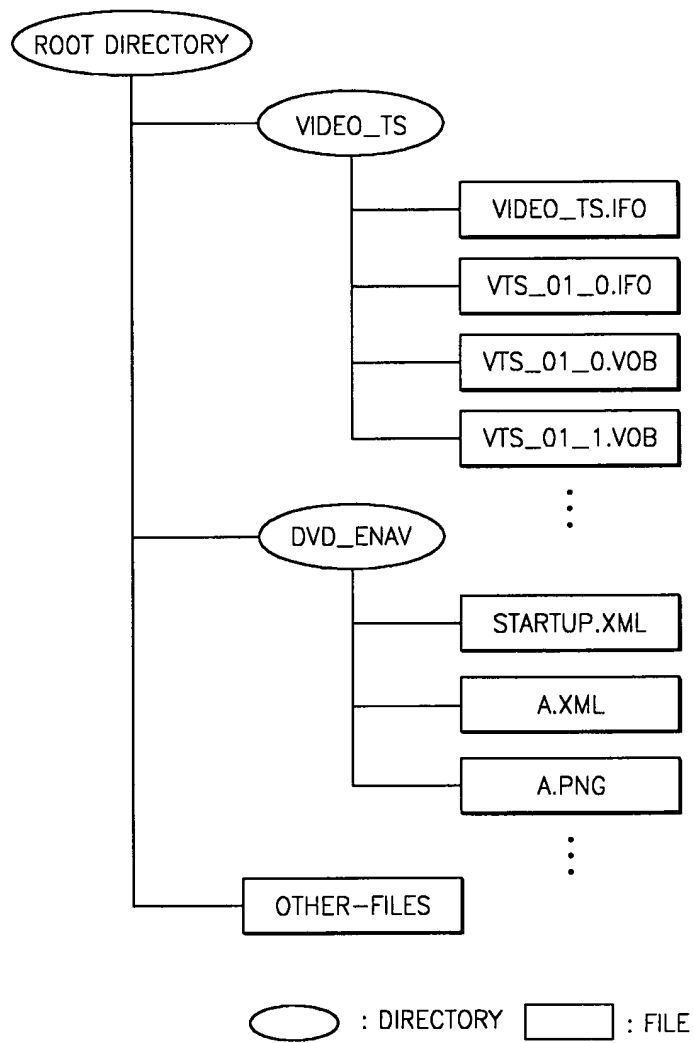 ROOT DIRECTORY
VIDEO_TS
VIDEO_TS.IFO
VTS_01_0.IFO
VTS_01_0.VOB
VTS_01_1.VOB
DVD_ENAV
STARTUP.XML
A.XML
A.PNG
OTHER-FILES
: DIRECTORY
: FILE